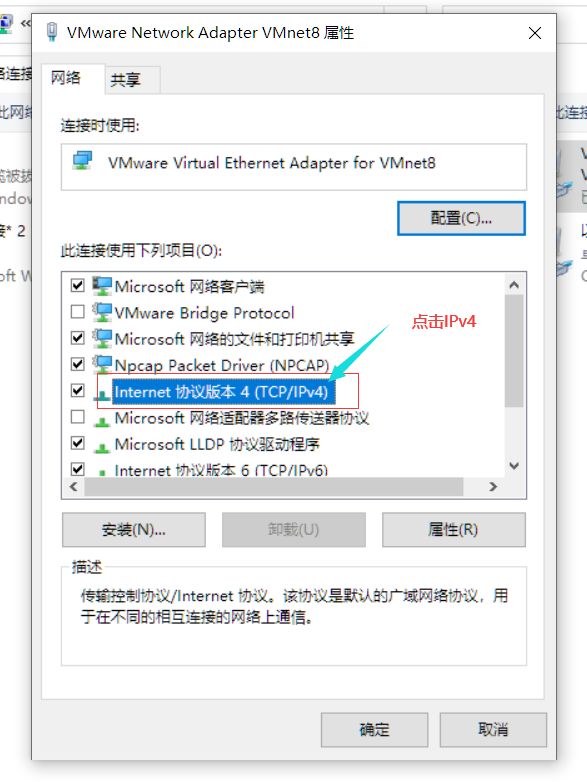 VMware Network Adapter VMnet8 属性
网络
共享
连接时使用:
VMware Virtual Ethernet Adapter for VMnet8
配置(C)...
此连接使用下列项目(O):
Microsoft 网络客户端
VMware Bridge Protocol
点击IPv4
Microsoft 网络的文件和打印机共享
Npcap Packet Driver (NPCAP)
Internet 协议版本 4 (TCP/IPv4)
Microsoft 网络适配器多路传送器协议
Microsoft LLDP 协议驱动程序
Internet 协议版本 6 (TCP/IPv6)
安装(N)...
卸载(U)
属性(R)
描述
传输控制协议/Internet 协议。该协议是默认的广域网络协议，用
于在不同的相互连接的网络上通信。
确定
取消